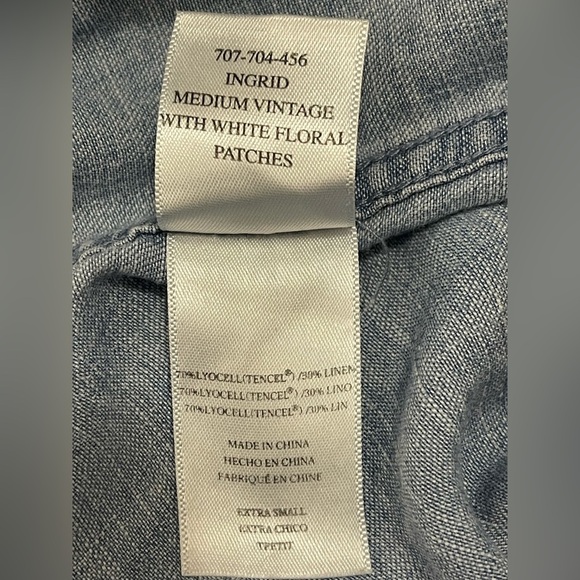 707-704-456
INGRID
MEDIUM VINTAGE
WITH WHITE FLORAL
PATCHES
70%LYOCELL(TENCEL®) /30% LINEN
70%LYOCELL(TENCEL®) /30% LINO
70%LYOCELL(TENCEL®) /30% LIN
MADE IN CHINA
HECHO EN CHINA
FABRIQUÉ EN CHINE
EXTRA SMALL
EXTRA CHICO
TPETIT